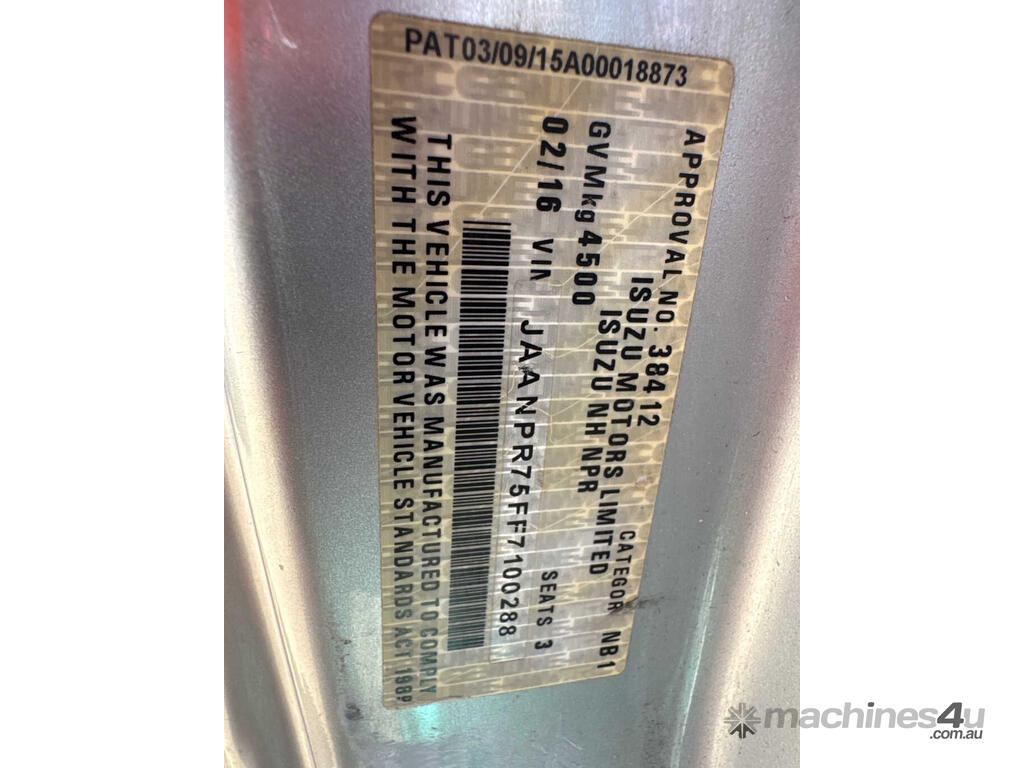 PAT03/09/15A00018873
APPROVAL NO. 38412 CATEGOR NB1
ISUZU MOTORS LIMITED
GVMkg 4500 ISUZU NH NPR
02/16 VIN JAANPR75FF7100288 SEATS 3
THIS VEHICLE WAS MANUFACTURED TO COMPLY
WITH THE MOTOR VEHICLE STANDARDS ACT 1989
machines4u
.com.au